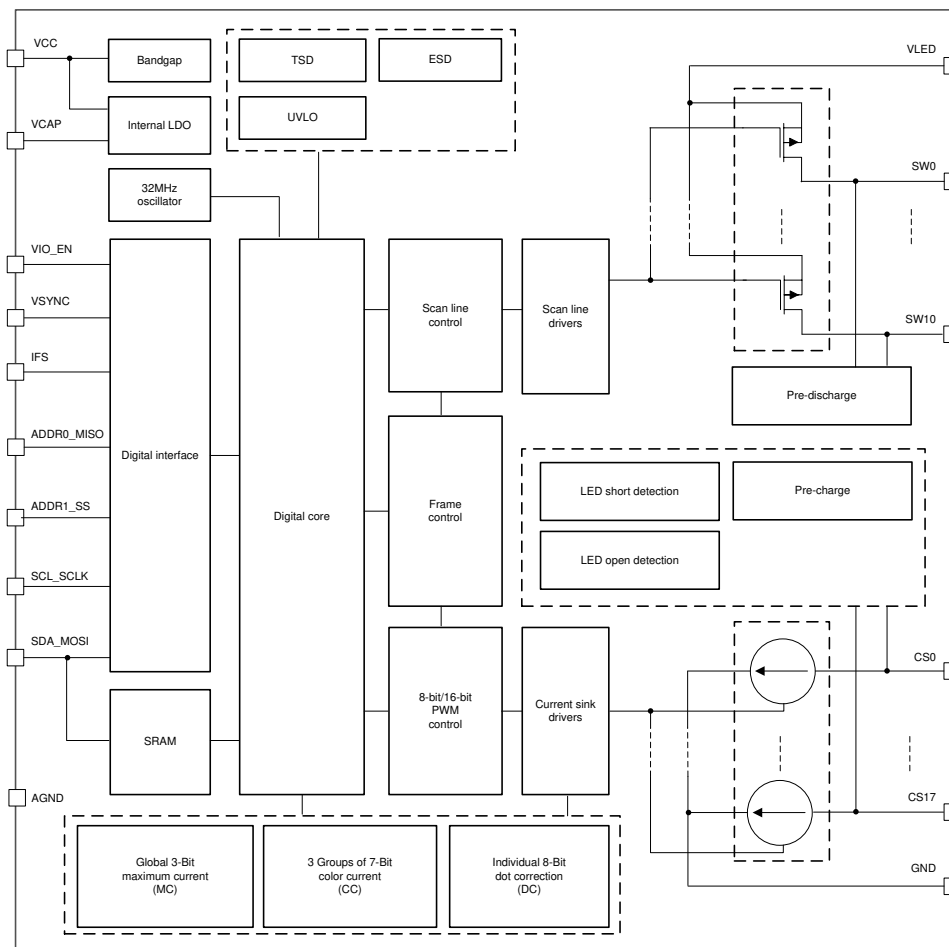 VCC
Bandgap
TSD
ESD
VLED
VCAP
Internal LDO
UVLO
SW0
32MHz
oscillator
VIO_EN
VSYNC
IFS
ADDR0_MISO
ADDR1_SS
SCL_SCLK
SDA_MOSI
AGND
Digital interface
SRAM
Digital core
Scan line
control
Scan line
drivers
SW10
Pre-discharge
Frame
control
LED short detection
Pre-charge
LED open detection
8-bit/16-bit
PWM
control
Current sink
drivers
CS0
CS17
GND
Global 3-Bit
maximum current
(MC)
3 Groups of 7-Bit
color current
(CC)
Individual 8-Bit
dot correction
(DC)